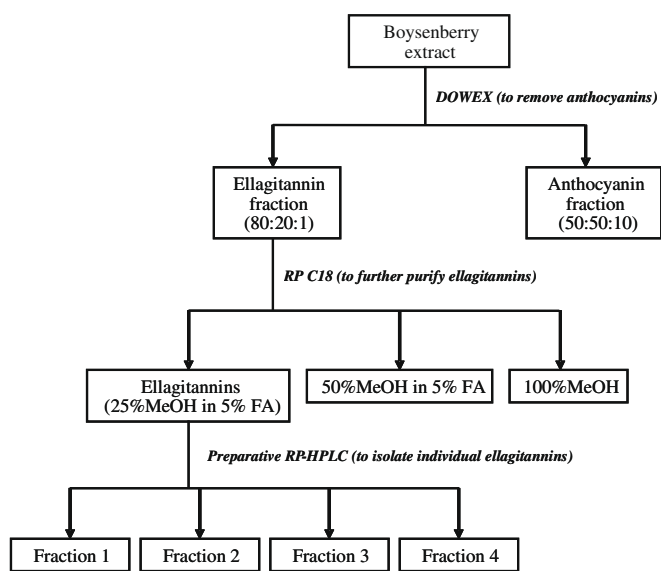 Boysenberry
extract
DOWEX (to remove anthocyanins)
Ellagitannin
fraction
(80:20:1)
Anthocyanin
fraction
(50:50:10)
RP C18 (to further purify ellagitannins)
Ellagitannins
(25%MeOH in 5% FA)
50%MeOH in 5% FA
100%MeOH
Preparative RP-HPLC (to isolate individual ellagitannins)
Fraction 1
Fraction 2
Fraction 3
Fraction 4